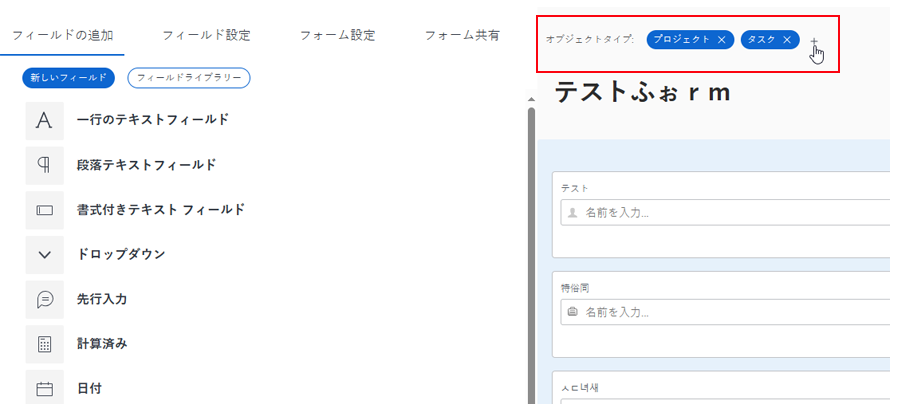 フィールドの追加 フィールド設定 フォーム設定 フォーム共有
新しいフィールド フィールドライブラリー
一行のテキストフィールド
段落テキストフィールド
書式付きテキスト フィールド
ドロップダウン
先行入力
計算済み
日付
オブジェクトタイプ: プロジェクト × タスク × +
テストふぉｒｍ
テスト
名前を入力...
特俗同
名前を入力...
ㅅㄷ녀새